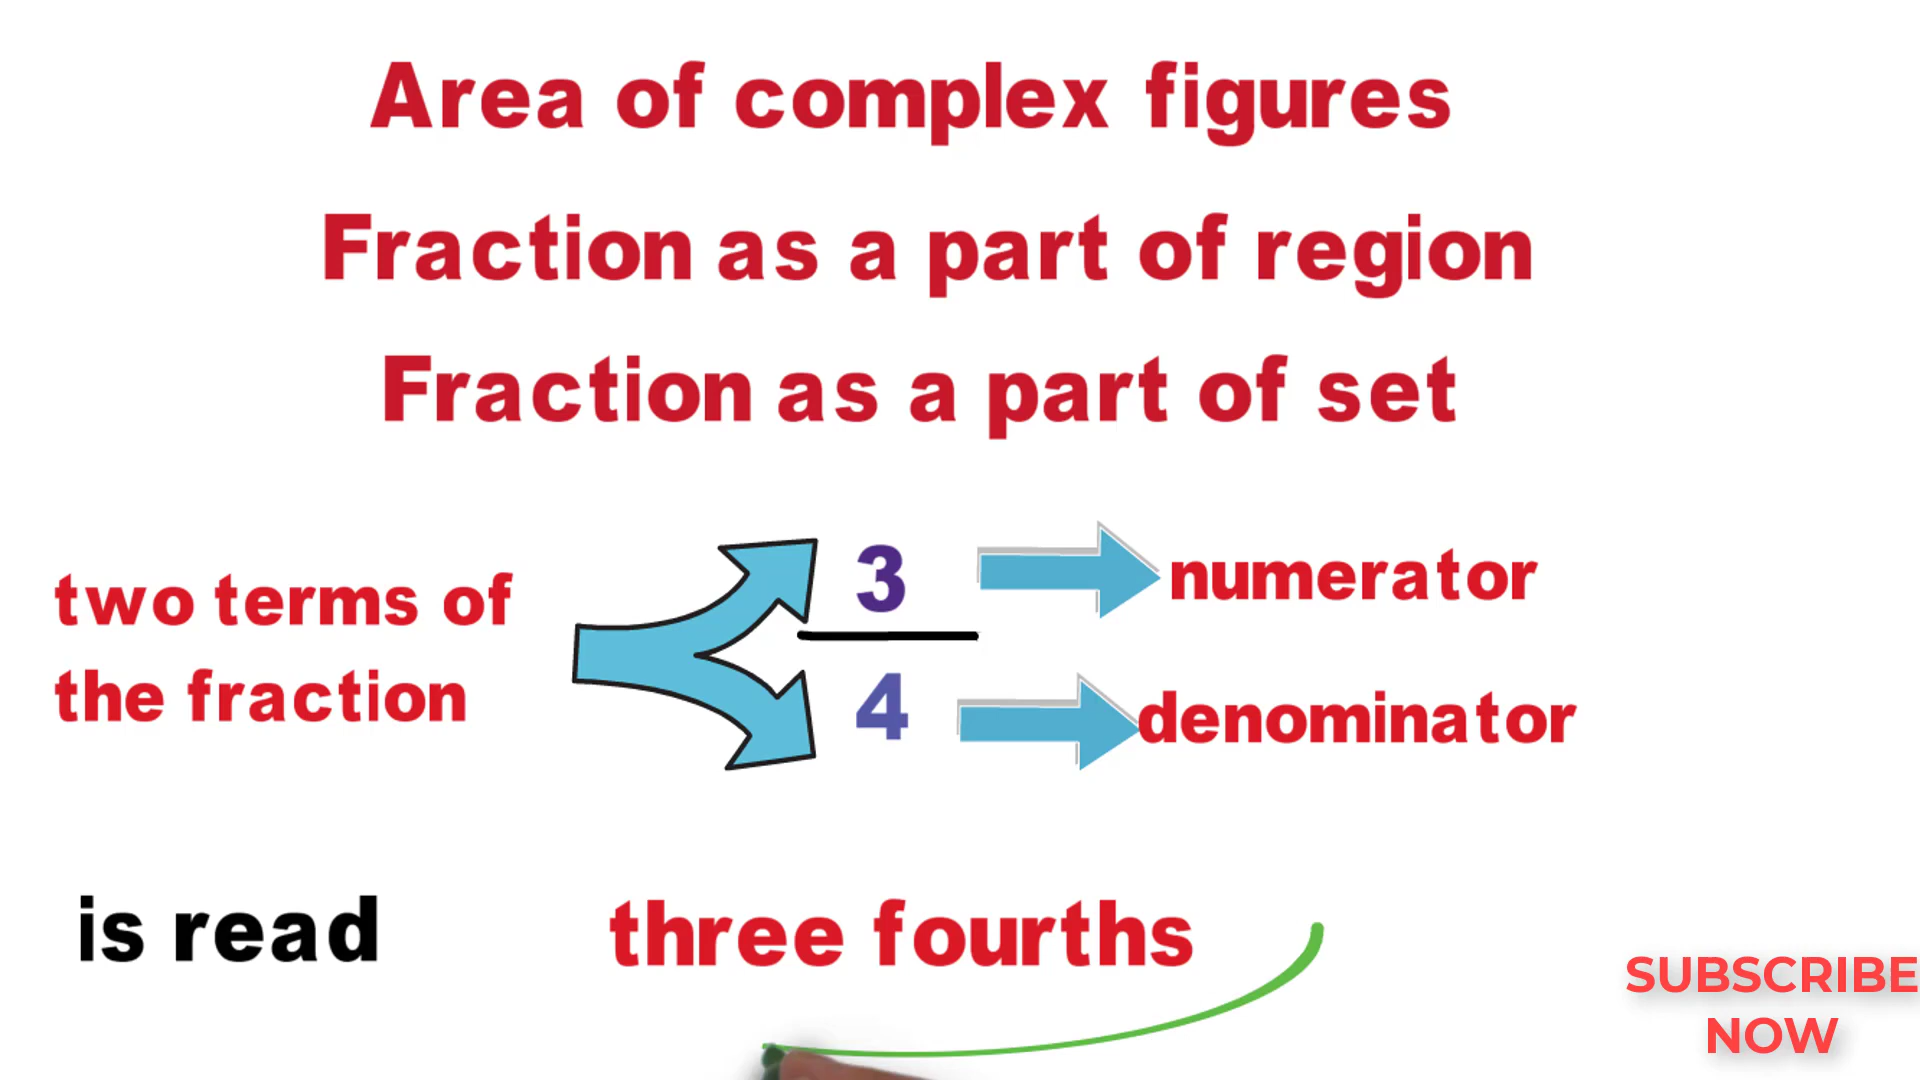 Area of complex figures
Fraction as a part of region
Fraction as a part of set
two terms of
the fraction
3
4
numerator
denominator
is read
three fourths
SUBSCRIBE
NOW